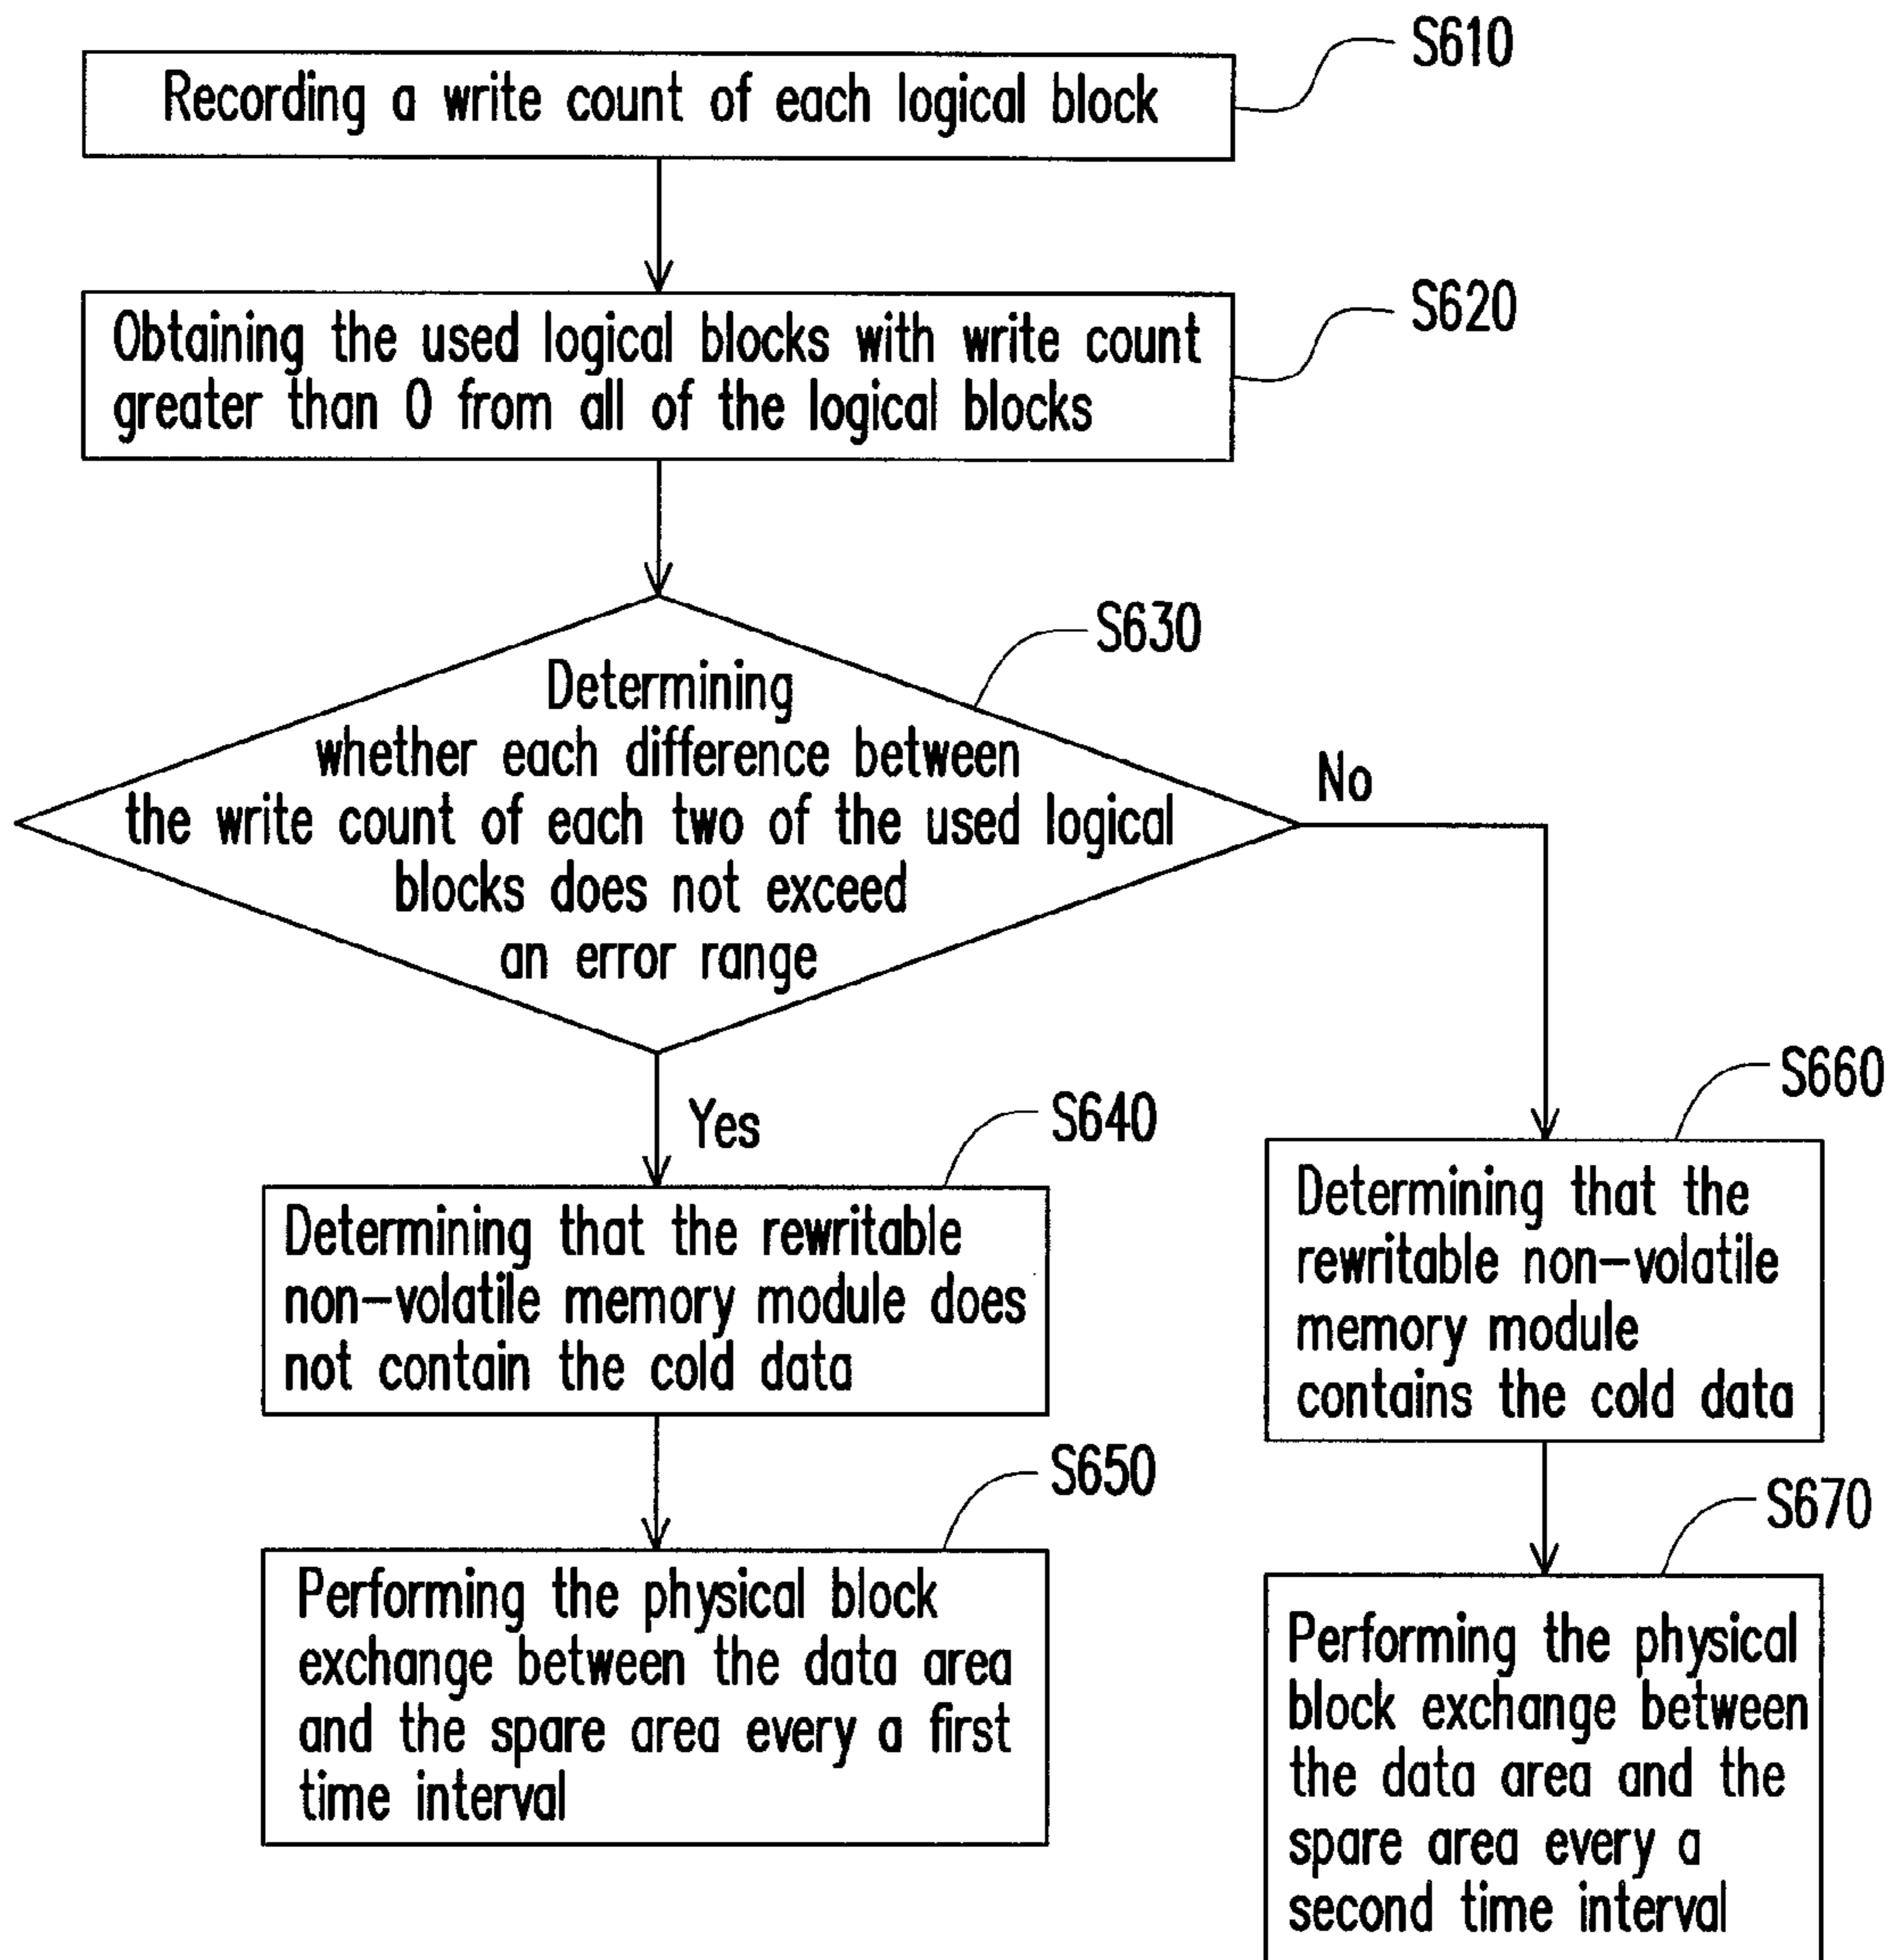 S610
Recording a write count of each logical block
S620
Obtaining the used logical blocks with write count
greater than 0 from all of the logical blocks
S630
Determining
whether each difference between
the write count of each two of the used logical
blocks does not exceed
an error range
No
Yes
S640
Determining that the rewritable
non-volatile memory module does
not contain the cold data
S660
Determining that the
rewritable non-volatile
memory module
contains the cold data
S650
Performing the physical block
exchange between the data area
and the spare area every a first
time interval
S670
Performing the physical
block exchange between
the data area and the
spare area every a
second time interval